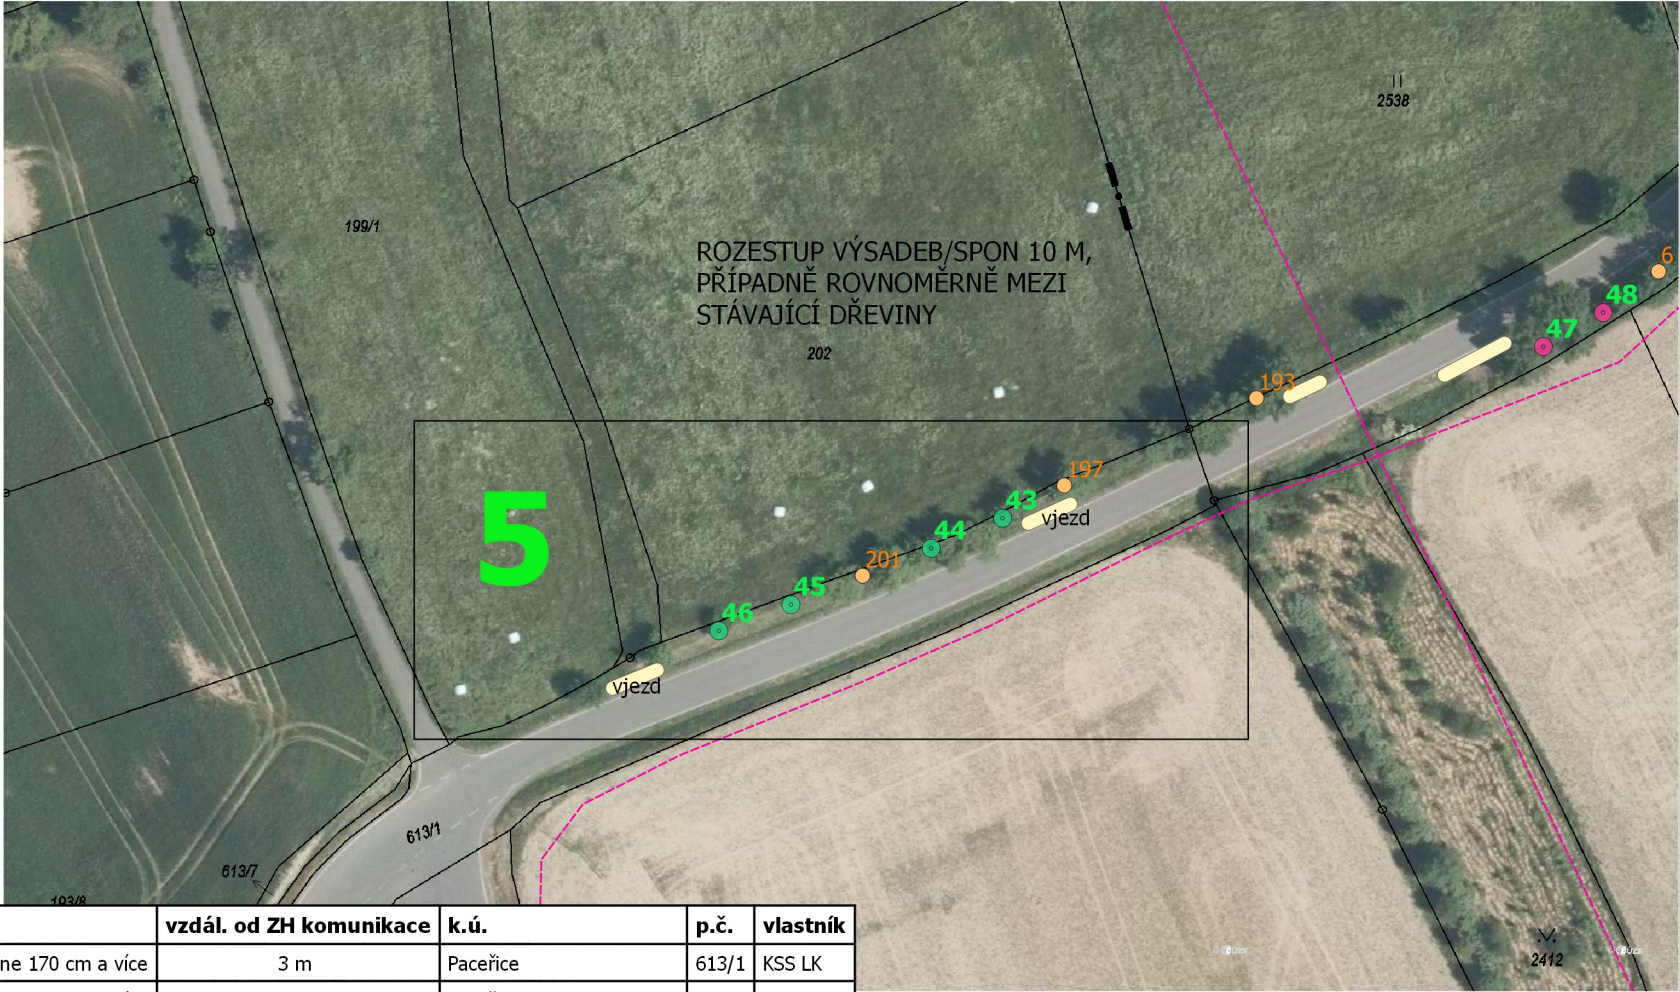 2538
199/1
ROZESTUP VÝSADEB/SPON 10 M,
PŘÍPADNĚ ROVNOMĚRNĚ MEZI
STÁVAJÍCÍ DŘEVINY
202
6
48
47
193
197
43
vjezd
5
44
201
45
46
vjezd
613/1
613/7
193/8
vzdál. od ZH komunikace k.ú. p.č. vlastník
ne 170 cm a více 3 m Paceřice 613/1 KSS LK
2412